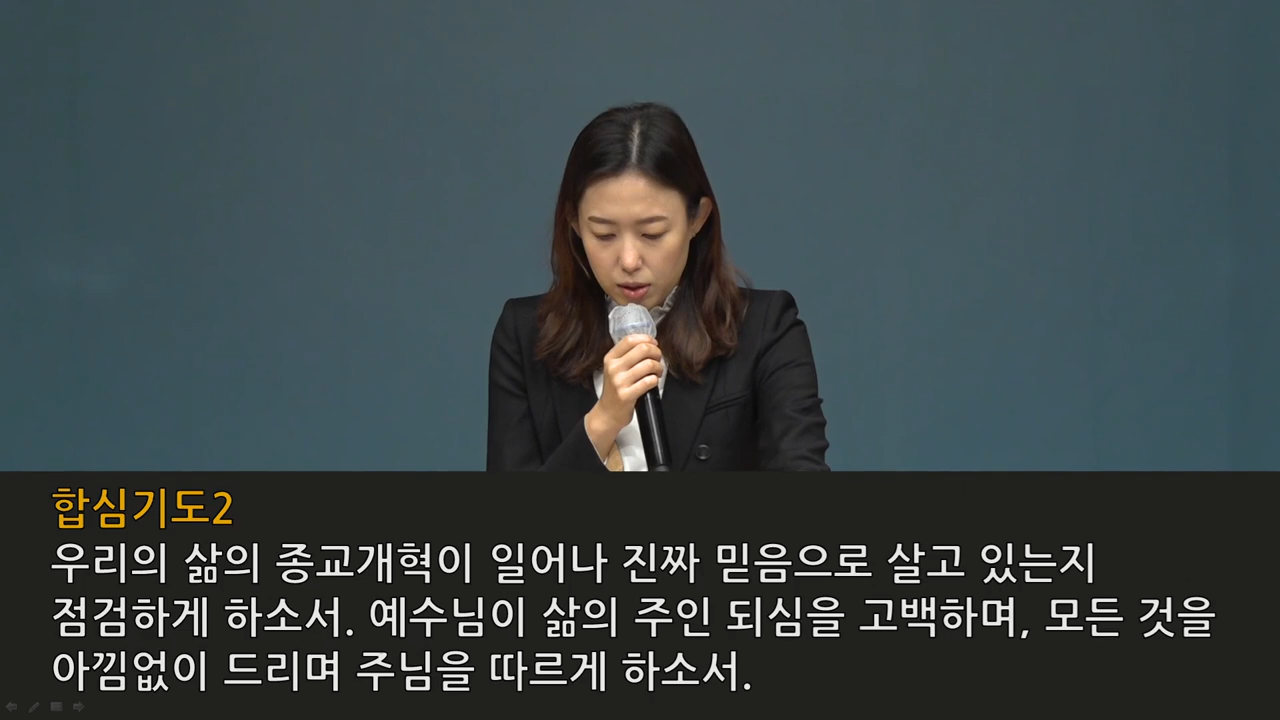 합심기도2
우리의 삶의 종교개혁이 일어나 진짜 믿음으로 살고 있는지
점검하게 하소서. 예수님이 삶의 주인 되심을 고백하며, 모든 것을
아낌없이 드리며 주님을 따르게 하소서.